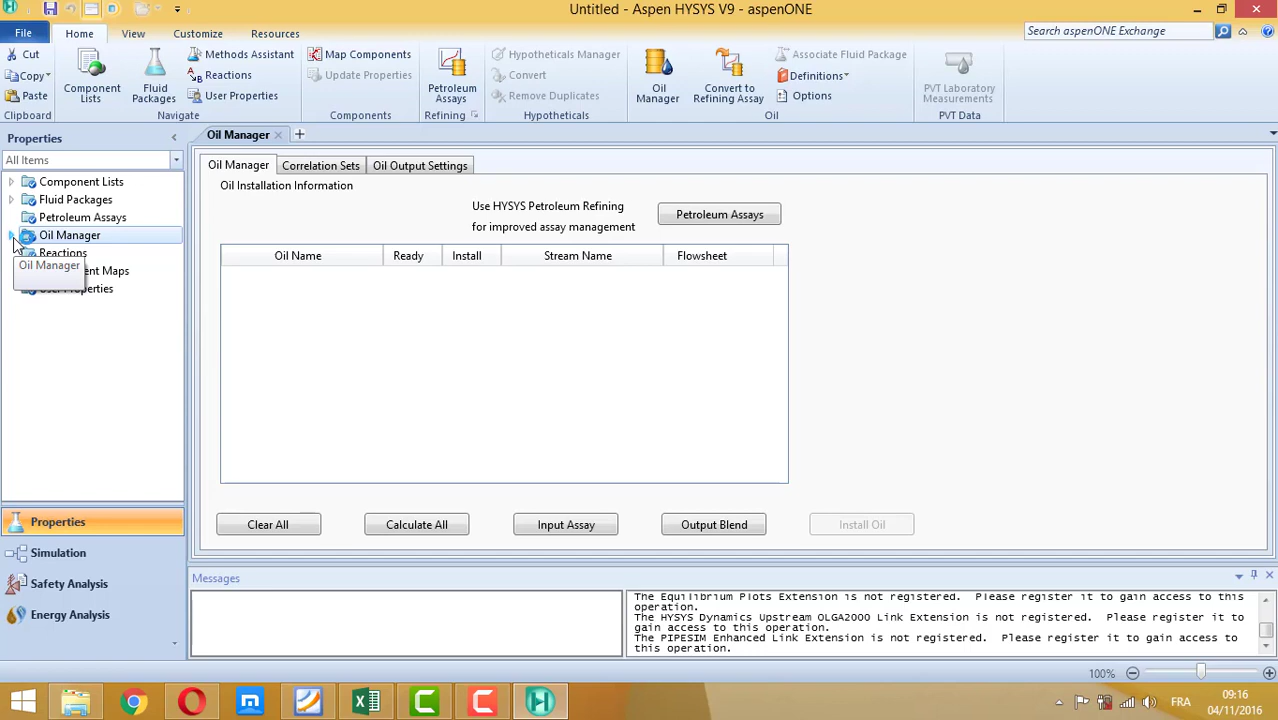 Untitled - Aspen HYSYS V9 - aspenONE
File
Home
View
Customize
Resources
Search aspenONE Exchange
Cut
Copy
Paste
Clipboard
Component Lists
Fluid Packages
Methods Assistant
Reactions
User Properties
Navigate
Map Components
Update Properties
Components
Petroleum Assays
Refining
Hypotheticals Manager
Convert
Remove Duplicates
Hypotheticals
Oil Manager
Convert to Refining Assay
Associate Fluid Package
Definitions
Options
Oil
PVT Laboratory Measurements
PVT Data
Properties
All Items
Component Lists
Fluid Packages
Petroleum Assays
Oil Manager
Reactions
Oil Manager
Properties
Simulation
Safety Analysis
Energy Analysis
Oil Manager
Oil Manager
Correlation Sets
Oil Output Settings
Oil Installation Information
Use HYSYS Petroleum Refining
for improved assay management
Petroleum Assays
Oil Name
Ready
Install
Stream Name
Flowsheet
Clear All
Calculate All
Input Assay
Output Blend
Install Oil
Messages
The Equilibrium Plots Extension is not registered. Please register it to gain access to this
operation.
The HYSYS Dynamics Upstream OLGA2000 Link Extension is not registered. Please register it to
gain access to this operation.
The PIPESIM Enhanced Link Extension is not registered. Please register it to gain access to
this operation.
100%
FRA
09:16
04/11/2016